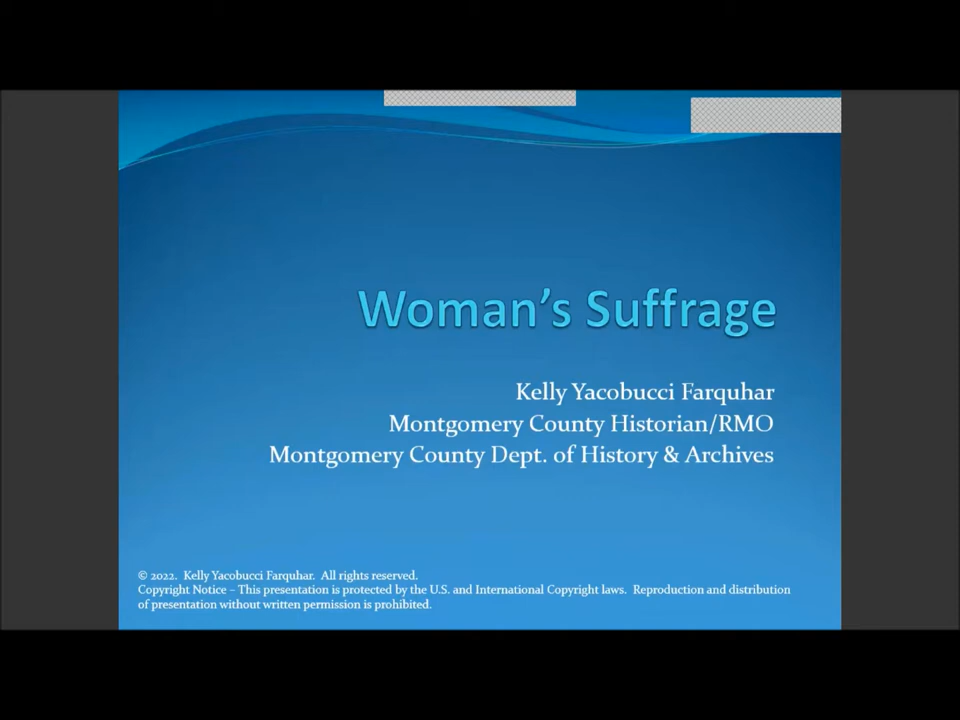 Woman's Suffrage
Kelly Yacobucci Farquhar
Montgomery County Historian/RMO
Montgomery County Dept. of History & Archives
© 2022.  Kelly Yacobucci Farquhar.  All rights reserved.
Copyright Notice – This presentation is protected by the U.S. and International Copyright laws.  Reproduction and distribution
of presentation without written permission is prohibited.